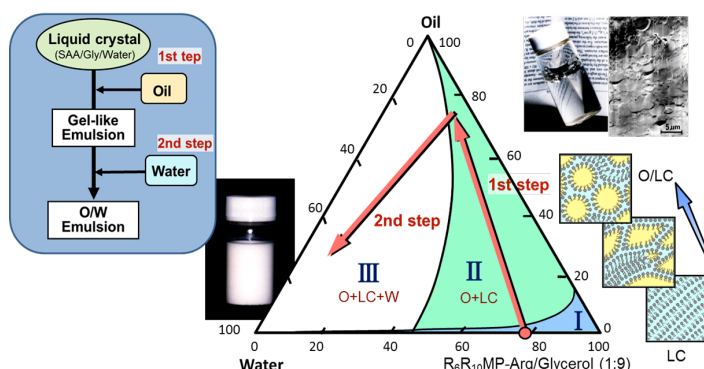 Liquid crystal
(SAA/Gly/Water)
1st tep
Oil
Gel-like
Emulsion
2nd step
Water
O/W
Emulsion
Oil
0
100
20
80
40
60
60
40
20
100
0
0
20
40
60
80
100
1st step
2nd step
III
O+LC+W
II
O+LC
I
Water
R₆R₁₀MP-Arg/Glycerol (1:9)
5μm
O/LC
LC